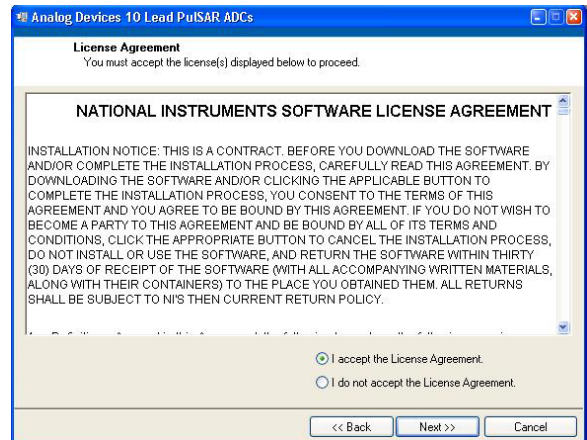 Analog Devices 10 Lead PulSAR ADCs
License Agreement
You must accept the license(s) displayed below to proceed.
NATIONAL INSTRUMENTS SOFTWARE LICENSE AGREEMENT
INSTALLATION NOTICE: THIS IS A CONTRACT. BEFORE YOU DOWNLOAD THE SOFTWARE
AND/OR COMPLETE THE INSTALLATION PROCESS, CAREFULLY READ THIS AGREEMENT. BY
DOWNLOADING THE SOFTWARE AND/OR CLICKING THE APPLICABLE BUTTON TO
COMPLETE THE INSTALLATION PROCESS, YOU CONSENT TO THE TERMS OF THIS
AGREEMENT AND YOU AGREE TO BE BOUND BY THIS AGREEMENT. IF YOU DO NOT WISH TO
BECOME A PARTY TO THIS AGREEMENT AND BE BOUND BY ALL OF ITS TERMS AND
CONDITIONS, CLICK THE APPROPRIATE BUTTON TO CANCEL THE INSTALLATION PROCESS,
DO NOT INSTALL OR USE THE SOFTWARE, AND RETURN THE SOFTWARE WITHIN THIRTY
(30) DAYS OF RECEIPT OF THE SOFTWARE (WITH ALL ACCOMPANYING WRITTEN MATERIALS,
ALONG WITH THEIR CONTAINERS) TO THE PLACE YOU OBTAINED THEM. ALL RETURNS
SHALL BE SUBJECT TO NI'S THEN CURRENT RETURN POLICY.
I accept the License Agreement.
I do not accept the License Agreement.
<< Back
Next >>
Cancel